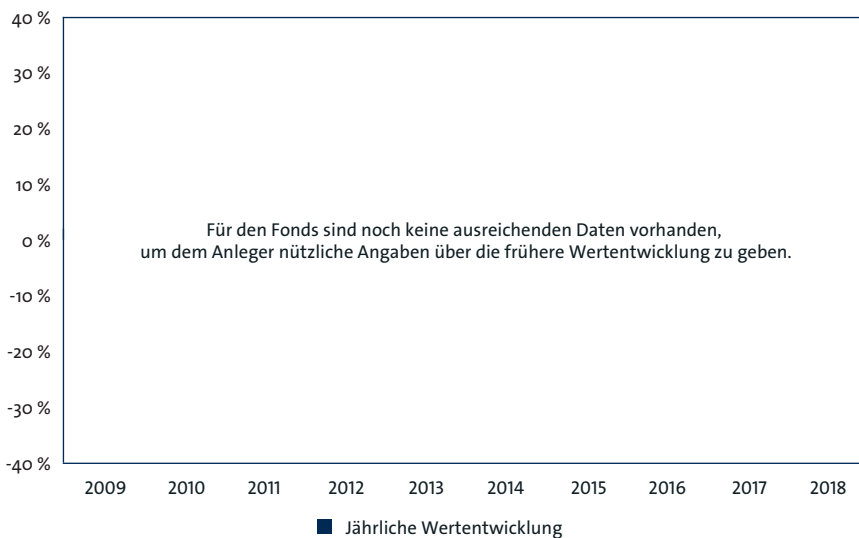 40 %
30 %
20 %
10 %
0 %
-10 %
-20 %
-30 %
-40 %
Für den Fonds sind noch keine ausreichenden Daten vorhanden,
um dem Anleger nützliche Angaben über die frühere Wertentwicklung zu geben.
2009 2010 2011 2012 2013 2014 2015 2016 2017 2018
Jährliche Wertentwicklung